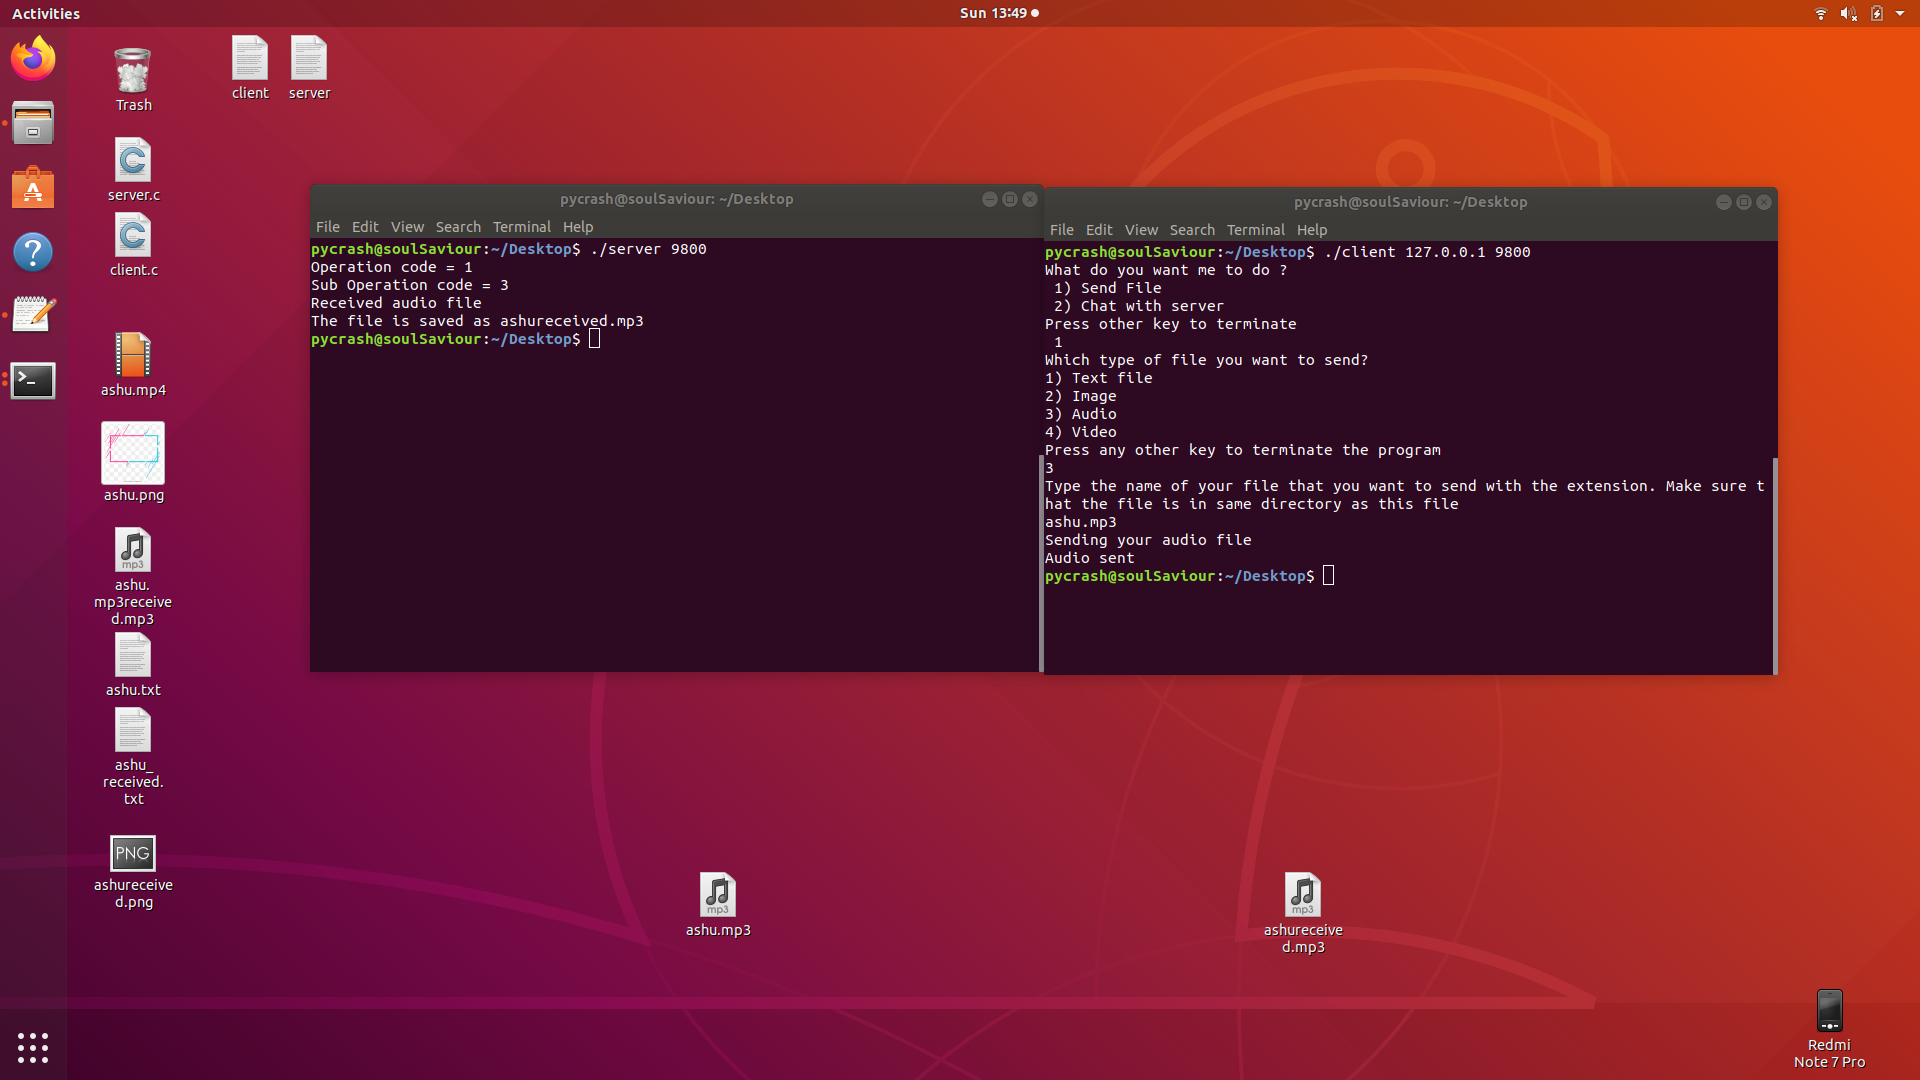 Activities
Sun 13:49
Trash
client
server
server.c
client.c
ashu.mp4
ashu.png
mp3
ashu.
mp3receive
d.mp3
ashu.txt
ashu_
received.
txt
PNG
ashureceive
d.png
pycrash@soulSaviour: ~/Desktop
File Edit View Search Terminal Help
pycrash@soulSaviour:~/Desktop$ ./server 9800
Operation code = 1
Sub Operation code = 3
Received audio file
The file is saved as ashureceived.mp3
pycrash@soulSaviour:~/Desktop$
pycrash@soulSaviour: ~/Desktop
File Edit View Search Terminal Help
pycrash@soulSaviour:~/Desktop$ ./client 127.0.0.1 9800
What do you want me to do ?
1) Send File
2) Chat with server
Press other key to terminate
1
Which type of file you want to send?
1) Text file
2) Image
3) Audio
4) Video
Press any other key to terminate the program
3
Type the name of your file that you want to send with the extension. Make sure t
hat the file is in same directory as this file
ashu.mp3
Sending your audio file
Audio sent
pycrash@soulSaviour:~/Desktop$
mp3
ashu.mp3
mp3
ashureceive
d.mp3
Redmi
Note 7 Pro